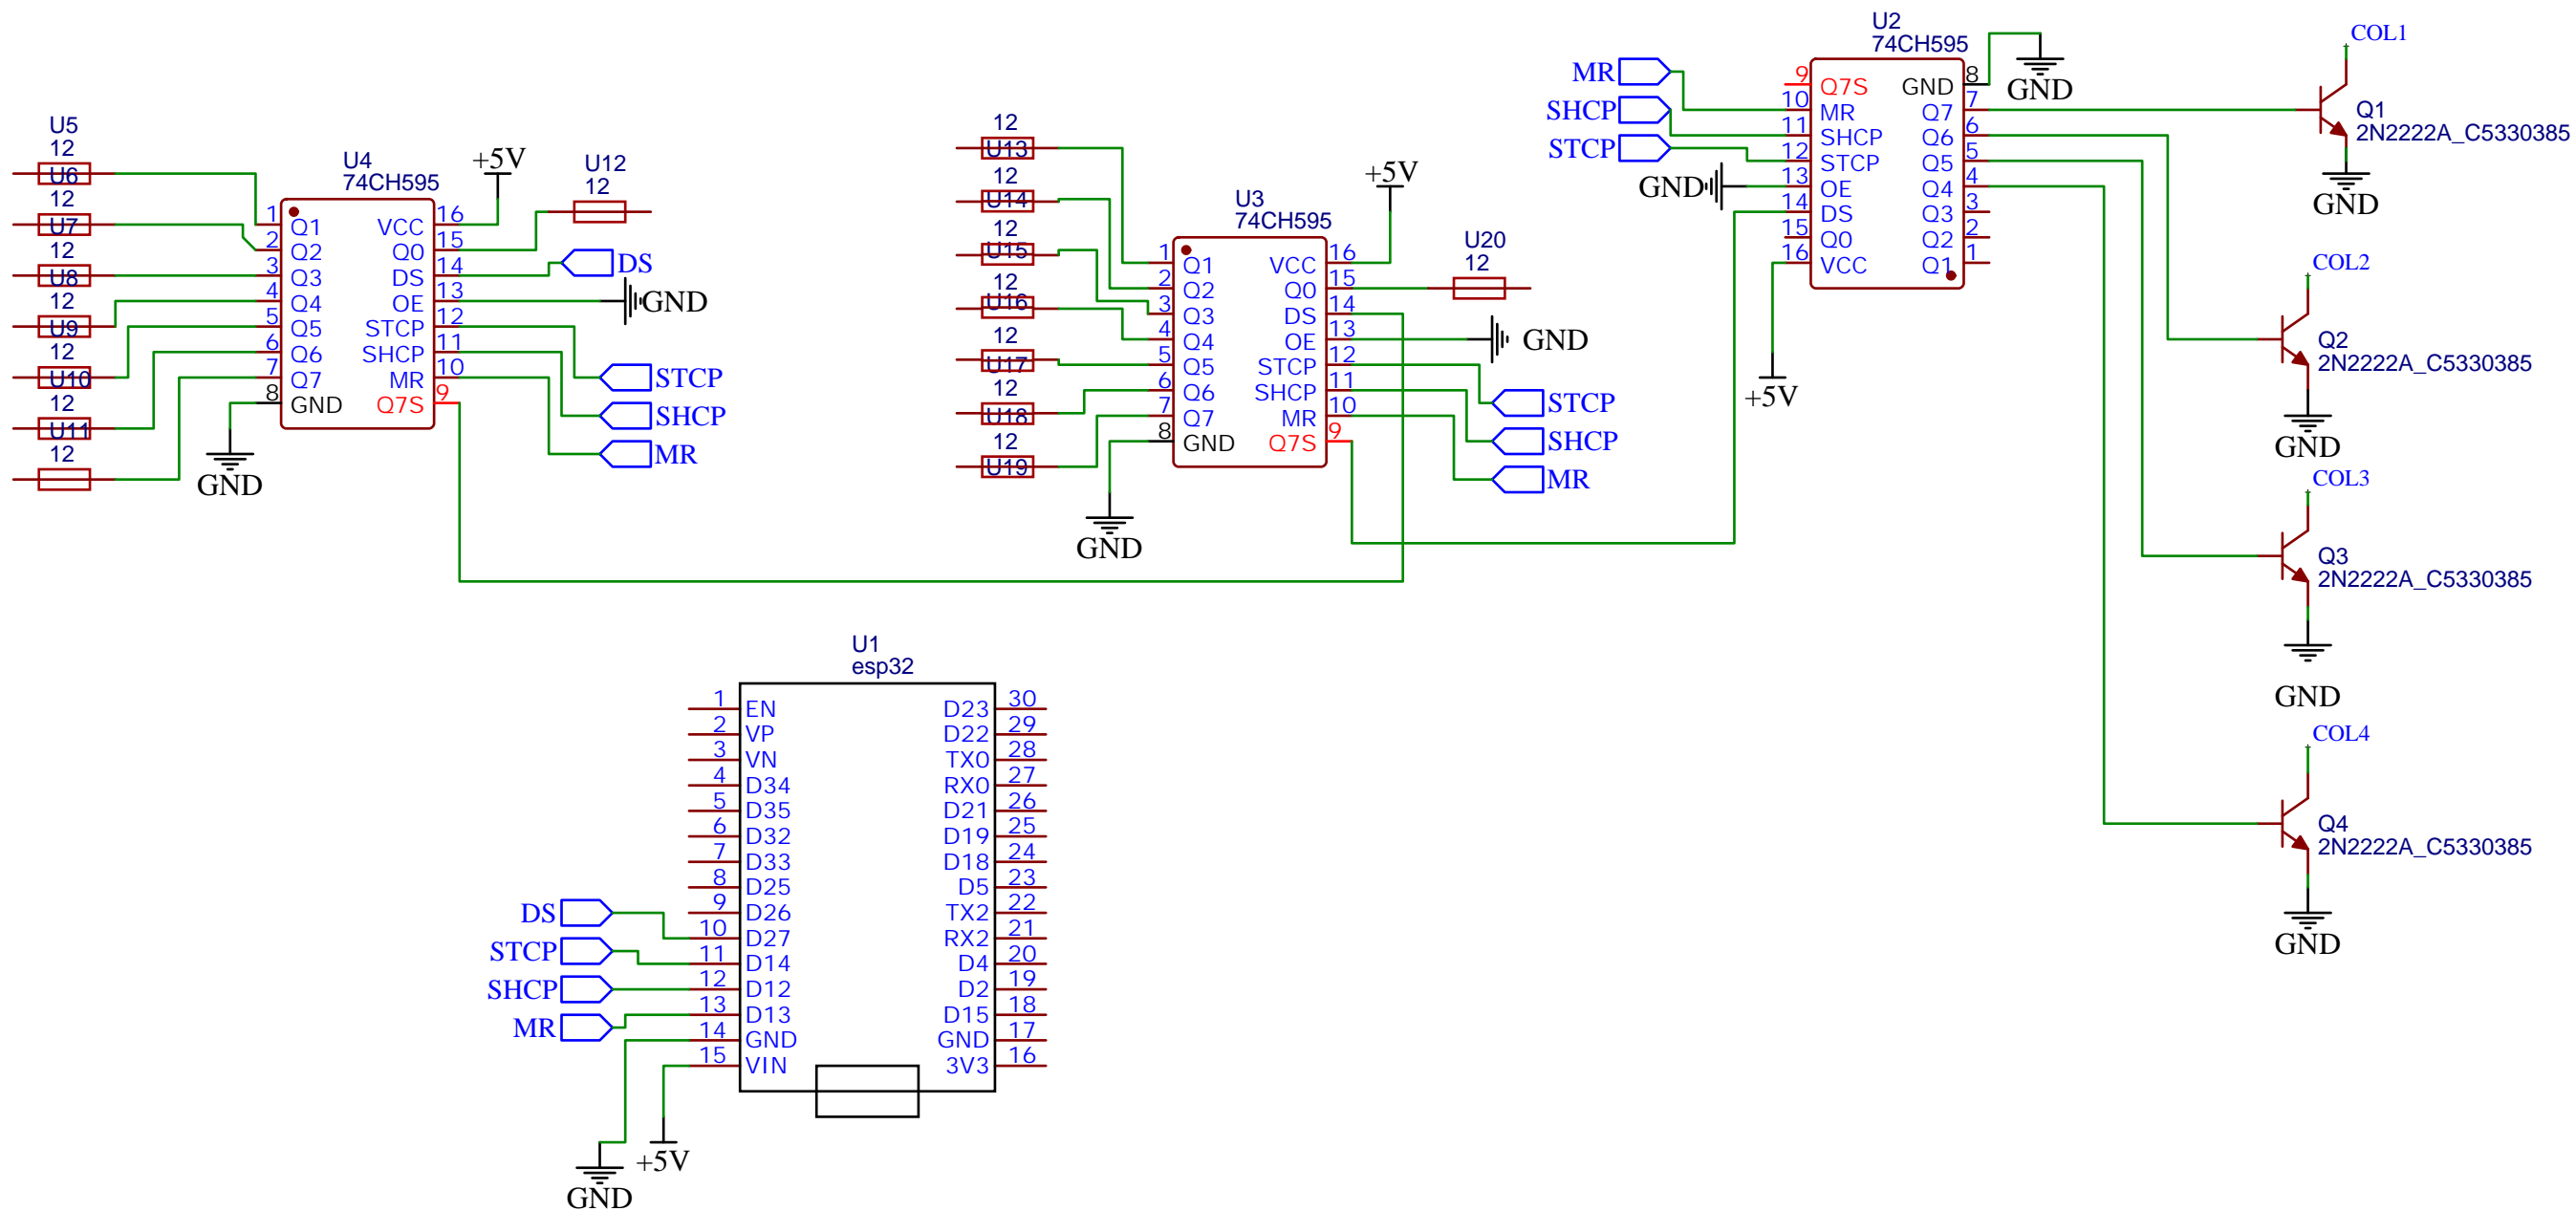 U5
12
U6
12
U7
12
U8
12
U9
12
U10
12
U11
12
U4
74CH595
1 Q1
2 Q2
3 Q3
4 Q4
5 Q5
6 Q6
7 Q7
8 GND
VCC 16
Q0 15
DS 14
OE 13
STCP 12
SHCP 11
MR 10
Q7S 9
+5V
U12
12
DS
GND
STCP
SHCP
MR
GND
12
U13
12
U14
12
U15
12
U16
12
U17
12
U18
12
U19
U3
74CH595
1 Q1
2 Q2
3 Q3
4 Q4
5 Q5
6 Q6
7 Q7
8 GND
VCC 16
Q0 15
DS 14
OE 13
STCP 12
SHCP 11
MR 10
Q7S 9
+5V
U20
12
GND
STCP
SHCP
MR
GND
U2
74CH595
MR
SHCP
STCP
GND
9 Q7S
10 MR
11 SHCP
12 STCP
13 OE
14 DS
15 Q0
16 VCC
GND 8
Q7 7
Q6 6
Q5 5
Q4 4
Q3 3
Q2 2
Q1 1
+5V
GND
COL1
Q1
2N2222A_C5330385
GND
COL2
Q2
2N2222A_C5330385
GND
COL3
Q3
2N2222A_C5330385
GND
COL4
Q4
2N2222A_C5330385
GND
U1
esp32
1 EN
2 VP
3 VN
4 D34
5 D35
6 D32
7 D33
8 D25
9 D26
10 D27
11 D14
12 D12
13 D13
14 GND
15 VIN
D23 30
D22 29
TX0 28
RX0 27
D21 26
D19 25
D18 24
D5 23
TX2 22
RX2 21
D4 20
D2 19
D15 18
GND 17
3V3 16
DS
STCP
SHCP
MR
+5V
GND